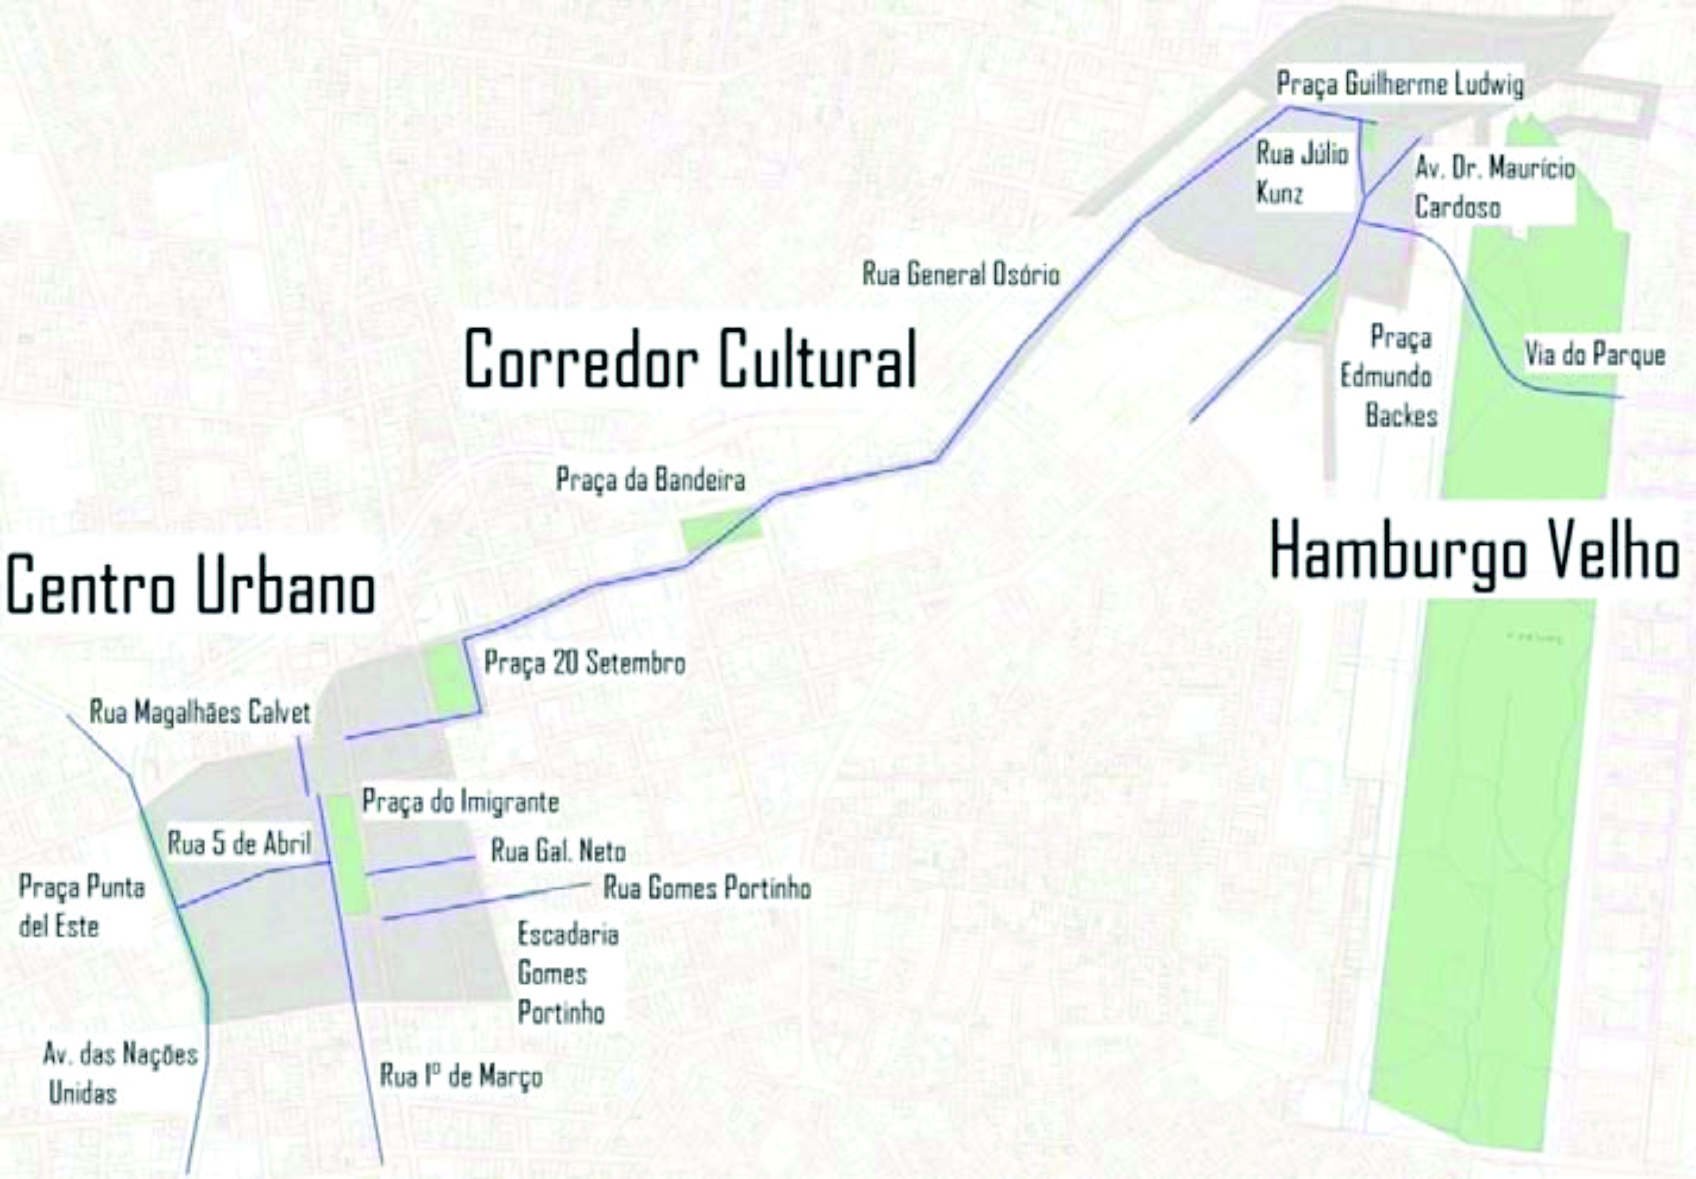 Praça Guilherme Ludwig
Rua Júlio
Kunz
Av. Dr. Maurício
Cardoso
Rua General Osório
Corredor Cultural
Praça
Edmundo
Backes
Via do Parque
Praça da Bandeira
Hamburgo Velho
Centro Urbano
Praça 20 Setembro
Rua Magalhães Calvet
Praça do Imigrante
Rua 5 de Abril
Rua Gal. Neto
Praça Punta
del Este
Rua Gomes Portinho
Escadaria
Gomes
Portinho
Av. das Nações
Unidas
Rua 1º de Março